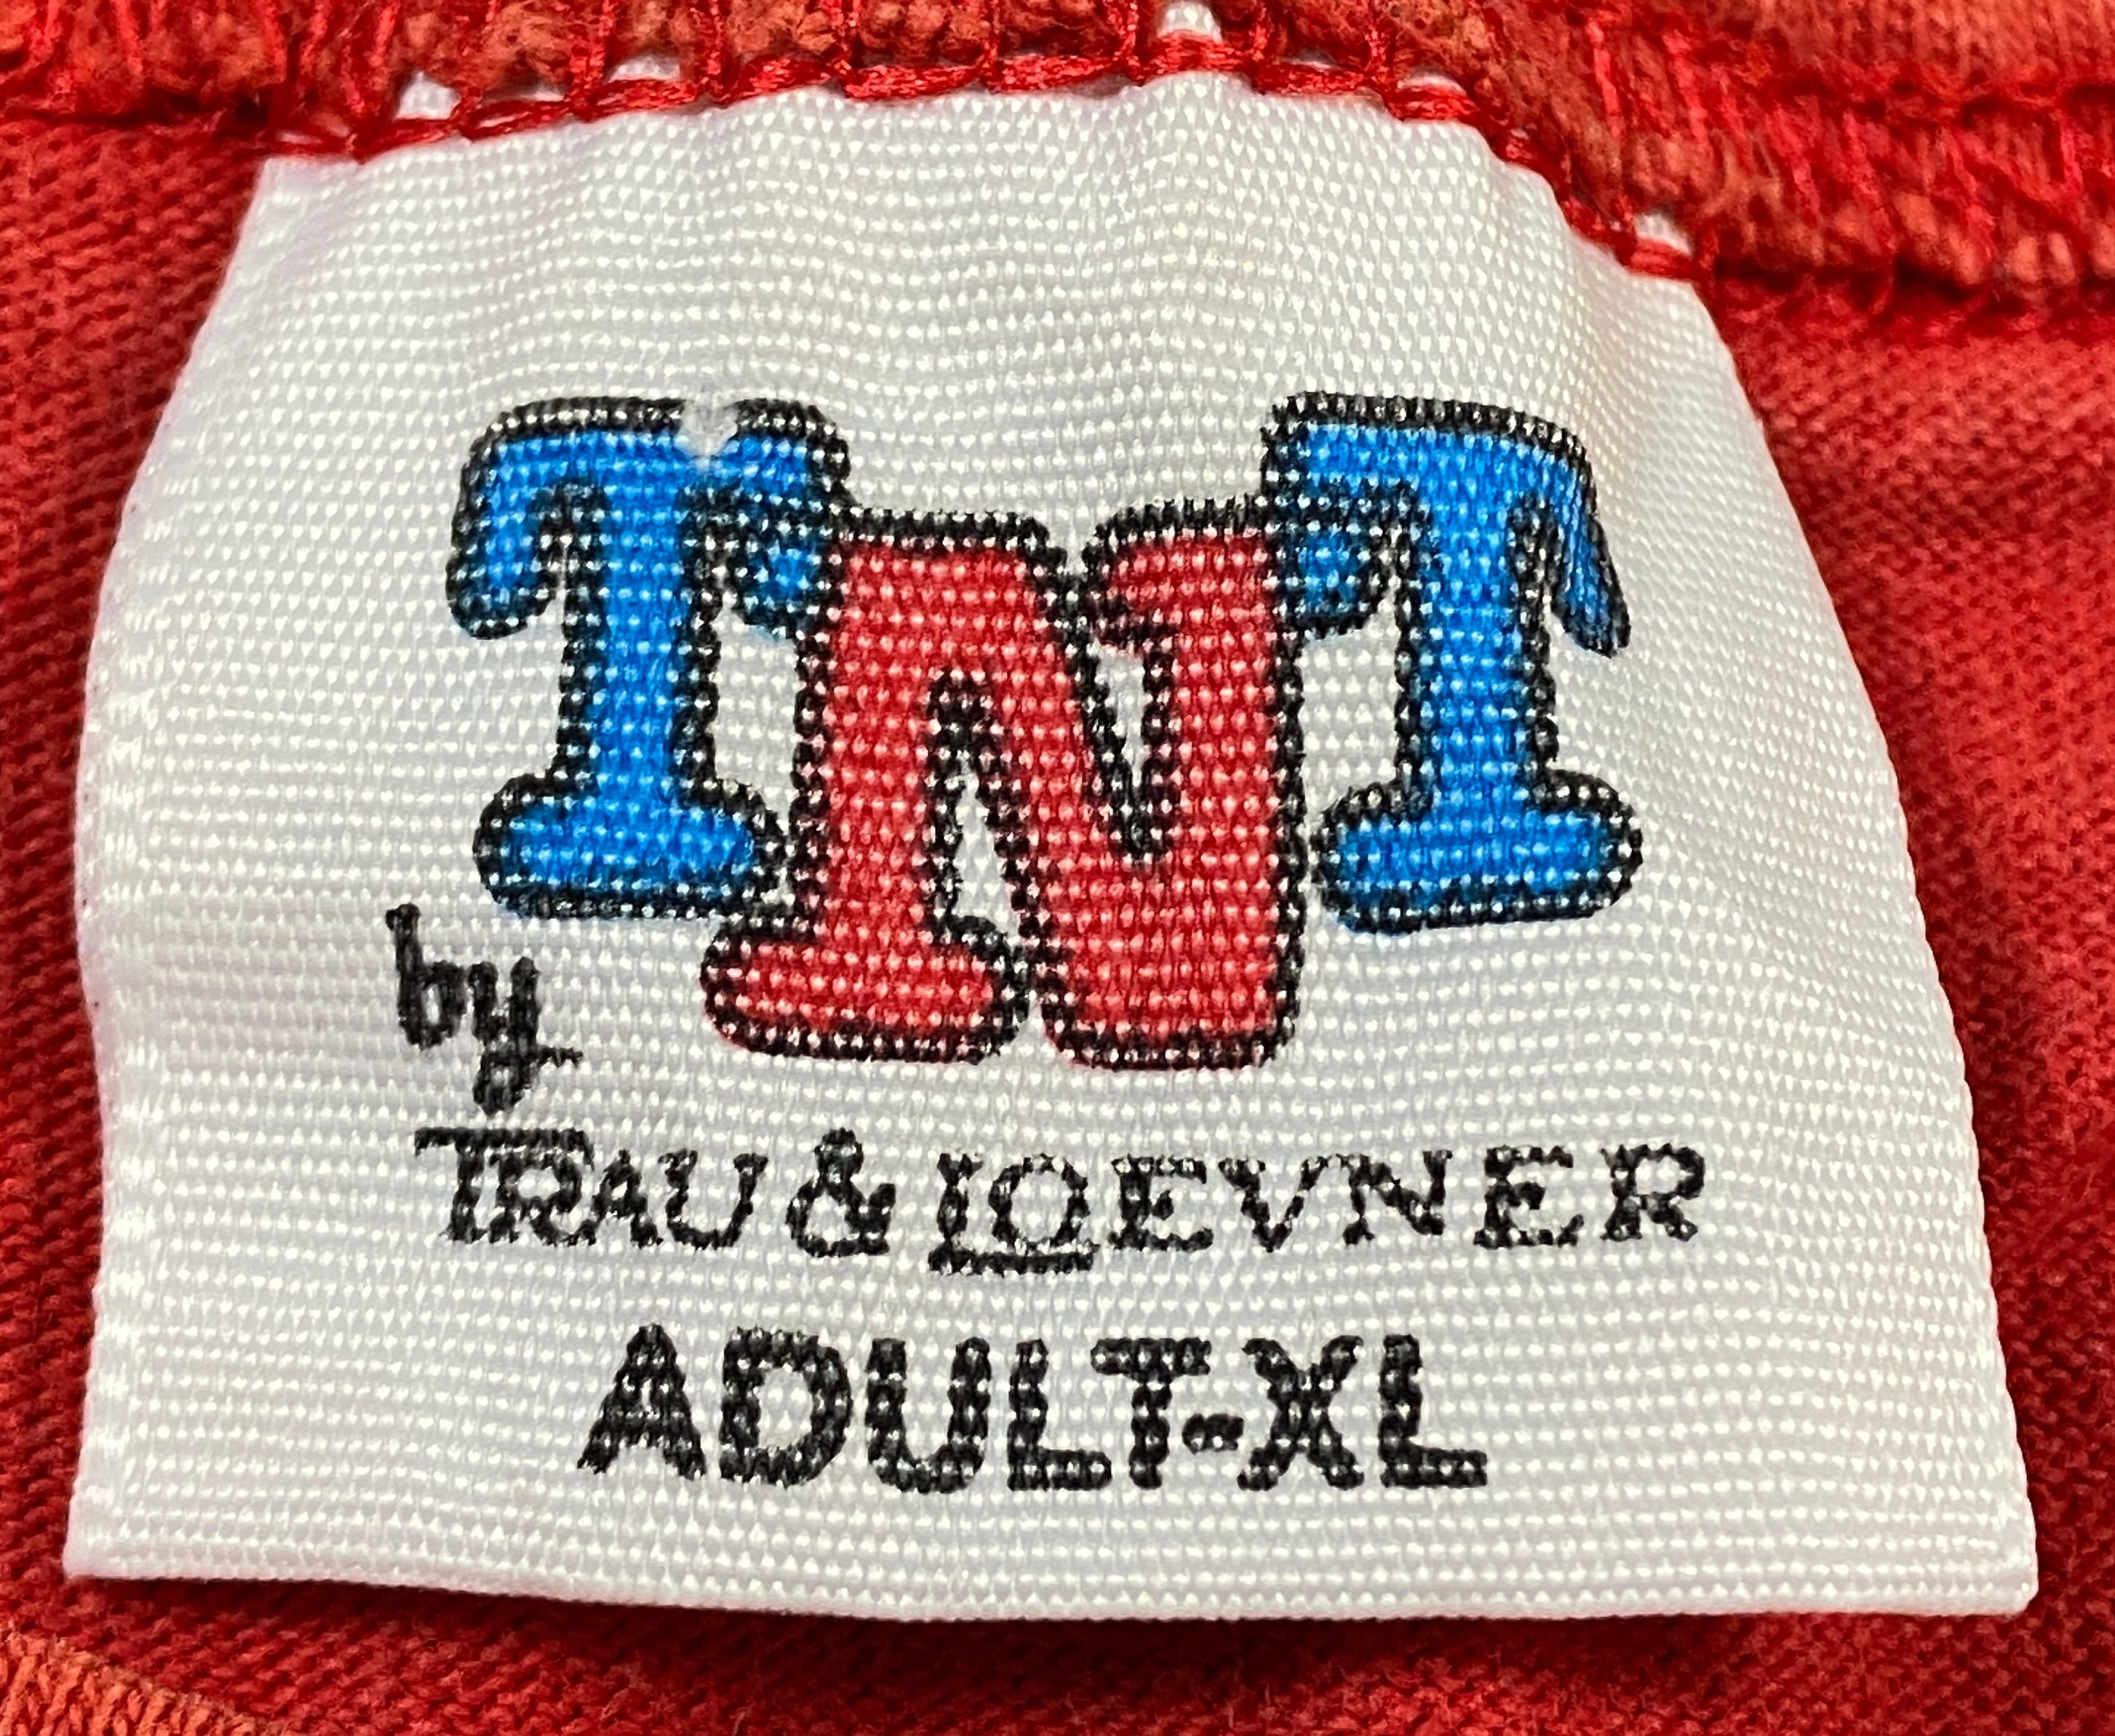 TNT
by
TRAU & LOEVNER
ADULT-XL